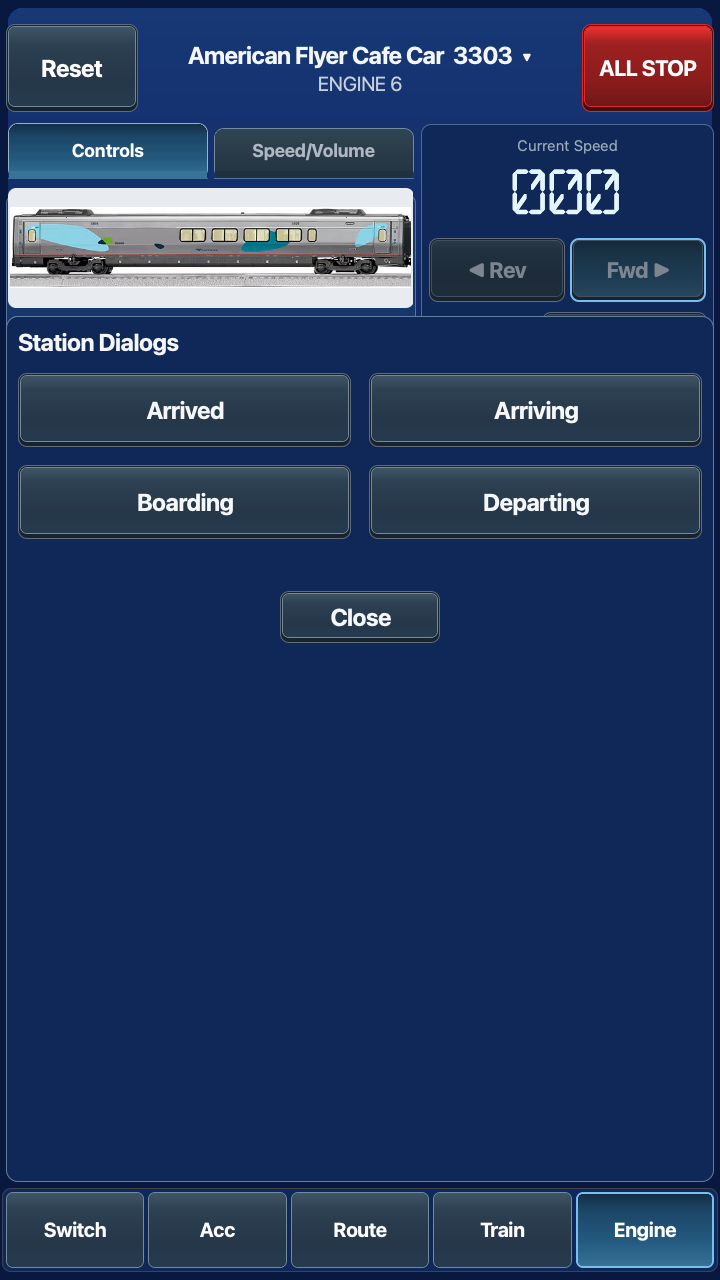 Reset
American Flyer Cafe Car 3303 ▼
ENGINE 6
ALL STOP
Controls
Speed/Volume
Current Speed
000
◀ Rev
Fwd ▶
Station Dialogs
Arrived
Arriving
Boarding
Departing
Close
Switch
Acc
Route
Train
Engine